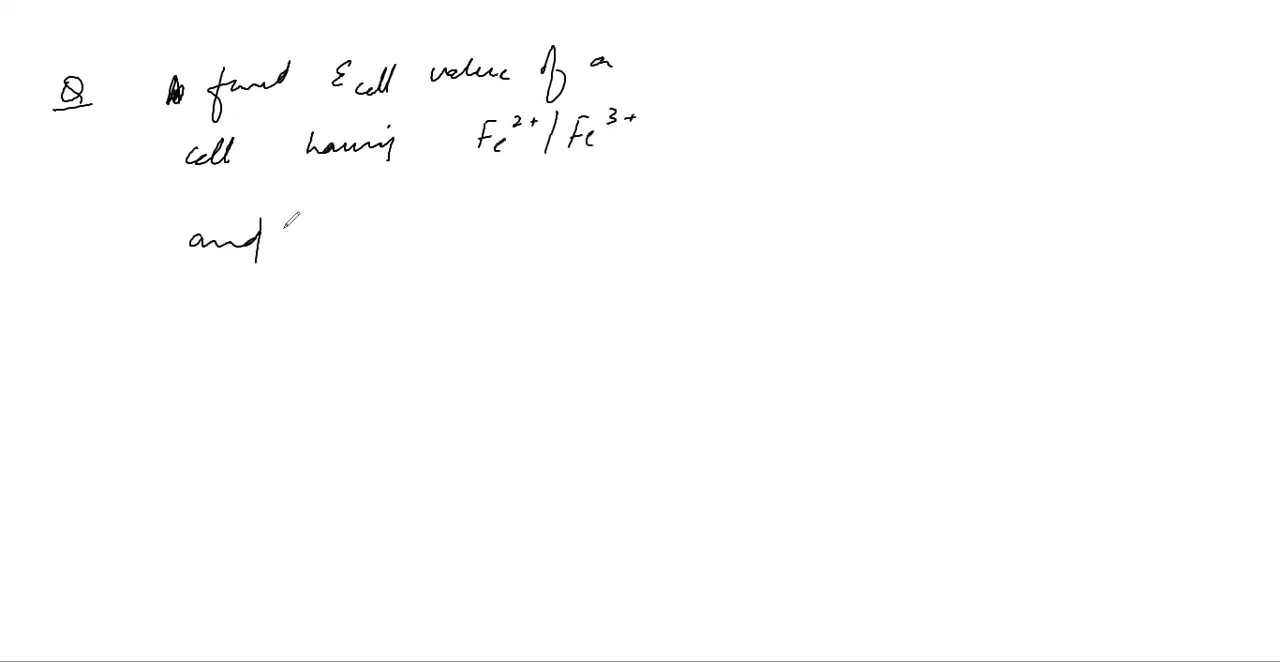 Q find Ecell value of a
cell having Fe²⁺/Fe³⁺
and